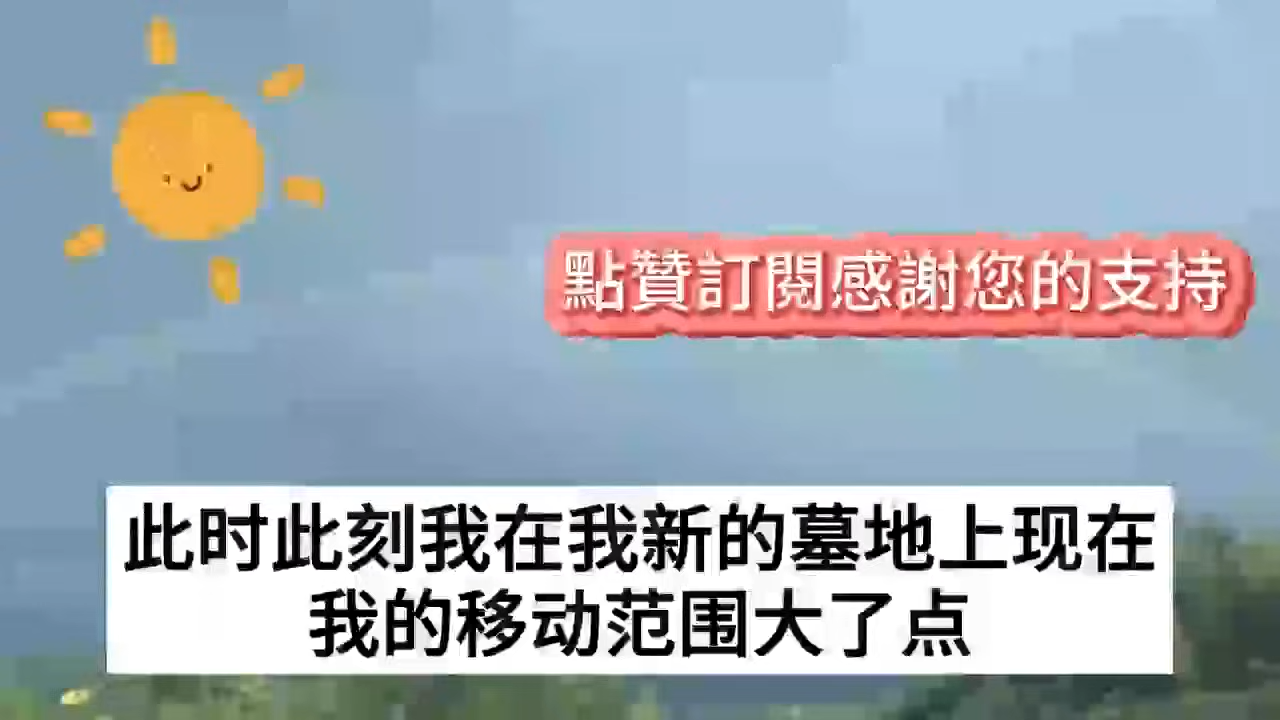 點贊訂閱感謝您的支持
此时此刻我在我新的墓地上现在
我的移动范围大了点